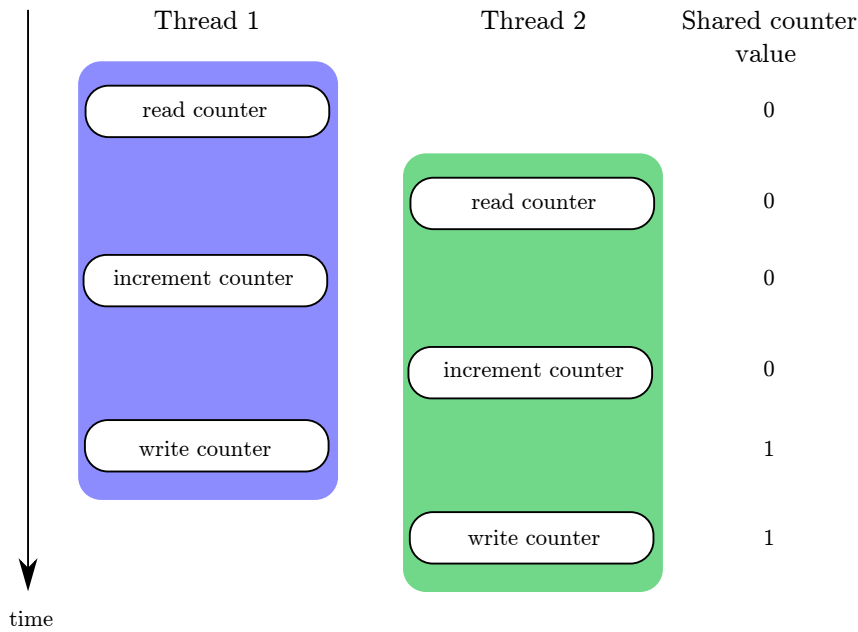 Thread 1
Thread 2
Shared counter
value
read counter
0
read counter
0
increment counter
0
increment counter
0
write counter
1
write counter
1
time